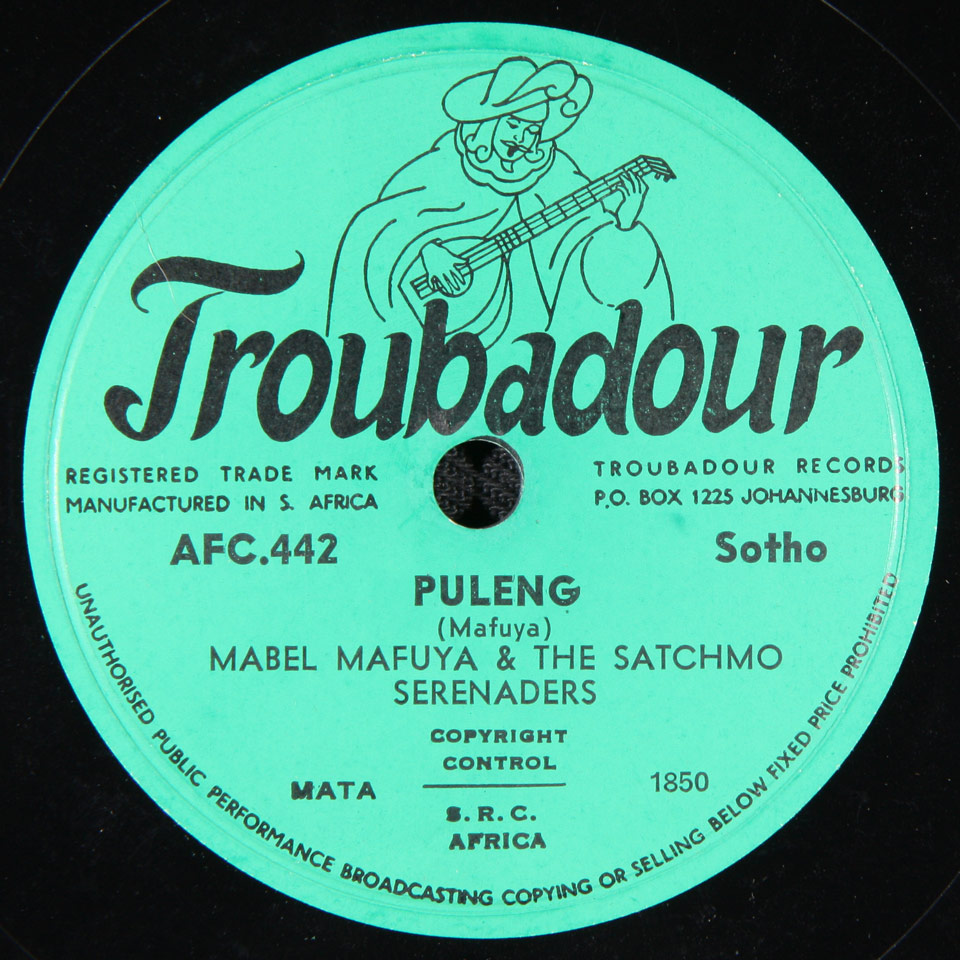 Troubadour
REGISTERED TRADE MARK
MANUFACTURED IN S. AFRICA
TROUBADOUR RECORDS
P.O. BOX 1225 JOHANNESBURG
AFC.442
Sotho
PULENG
(Mafuya)
MABEL MAFUYA & THE SATCHMO
SERENADERS
COPYRIGHT
CONTROL
MATA
1850
S. R. C.
AFRICA
UNAUTHORISED PUBLIC PERFORMANCE BROADCASTING COPYING OR SELLING BELOW FIXED PRICE PROHIBITED